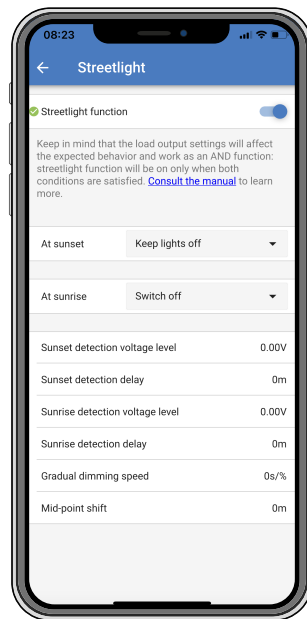 08:23
Streetlight
Streetlight function
Keep in mind that the load output settings will affect
the expected behavior and work as an AND function:
streetlight function will be on only when both
conditions are satisfied. Consult the manual to learn
more.
At sunset Keep lights off
At sunrise Switch off
Sunset detection voltage level 0.00V
Sunset detection delay 0m
Sunrise detection voltage level 0.00V
Sunrise detection delay 0m
Gradual dimming speed 0s/%
Mid-point shift 0m